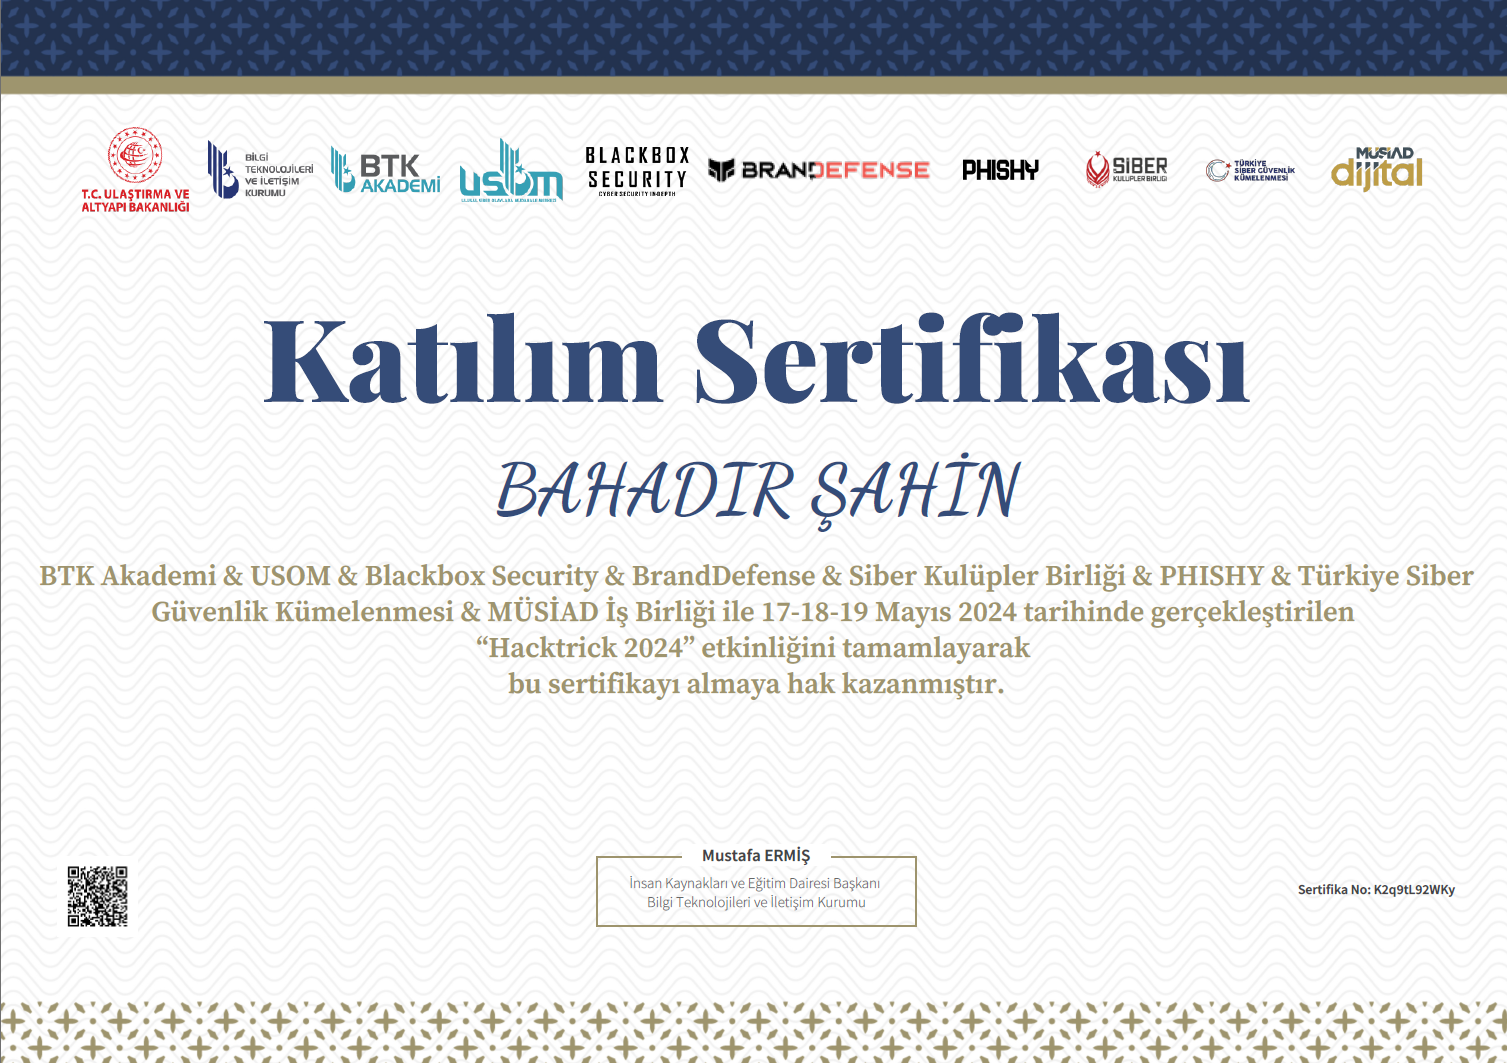 T.C. ULAŞTIRMA VE
ALTYAPI BAKANLIĞI
BİLGİ
TEKNOLOJİLERİ
VE İLETİŞİM
KURUMU
BTK
AKADEMİ
usom
ULUSAL SİBER OLAYLARA MÜDAHALE MERKEZİ
BLACKBOX
SECURITY
CYBER SECURITY IN DEPTH
BRANDEFENSE
PHISHY
SİBER
KULÜPLER BİRLİĞİ
TÜRKİYE
SİBER GÜVENLİK
KÜMELENMESİ
MÜSİAD
dijital
Katılım Sertifikası
BAHADIR ŞAHİN
BTK Akademi & USOM & Blackbox Security & BrandDefense & Siber Kulüpler Birliği & PHISHY & Türkiye Siber
Güvenlik Kümelenmesi & MÜSİAD İş Birliği ile 17-18-19 Mayıs 2024 tarihinde gerçekleştirilen
“Hacktrick 2024” etkinliğini tamamlayarak
bu sertifikayı almaya hak kazanmıştır.
Mustafa ERMİŞ
İnsan Kaynakları ve Eğitim Dairesi Başkanı
Bilgi Teknolojileri ve İletişim Kurumu
Sertifika No: K2q9tL92WKy